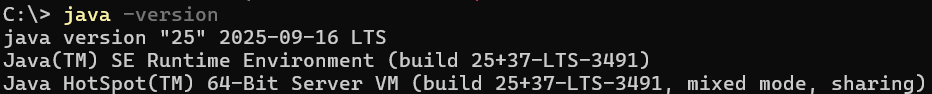 C:\> java -version
java version "25" 2025-09-16 LTS
Java(TM) SE Runtime Environment (build 25+37-LTS-3491)
Java HotSpot(TM) 64-Bit Server VM (build 25+37-LTS-3491, mixed mode, sharing)